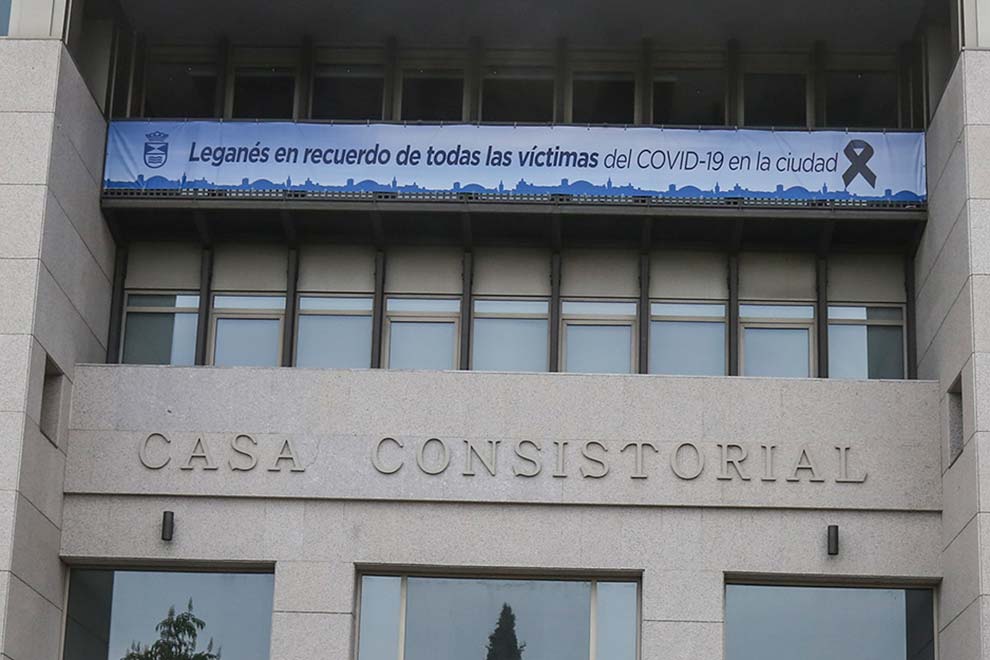 Leganés en recuerdo de todas las víctimas del COVID-19 en la ciudad
CASA CONSISTORIAL